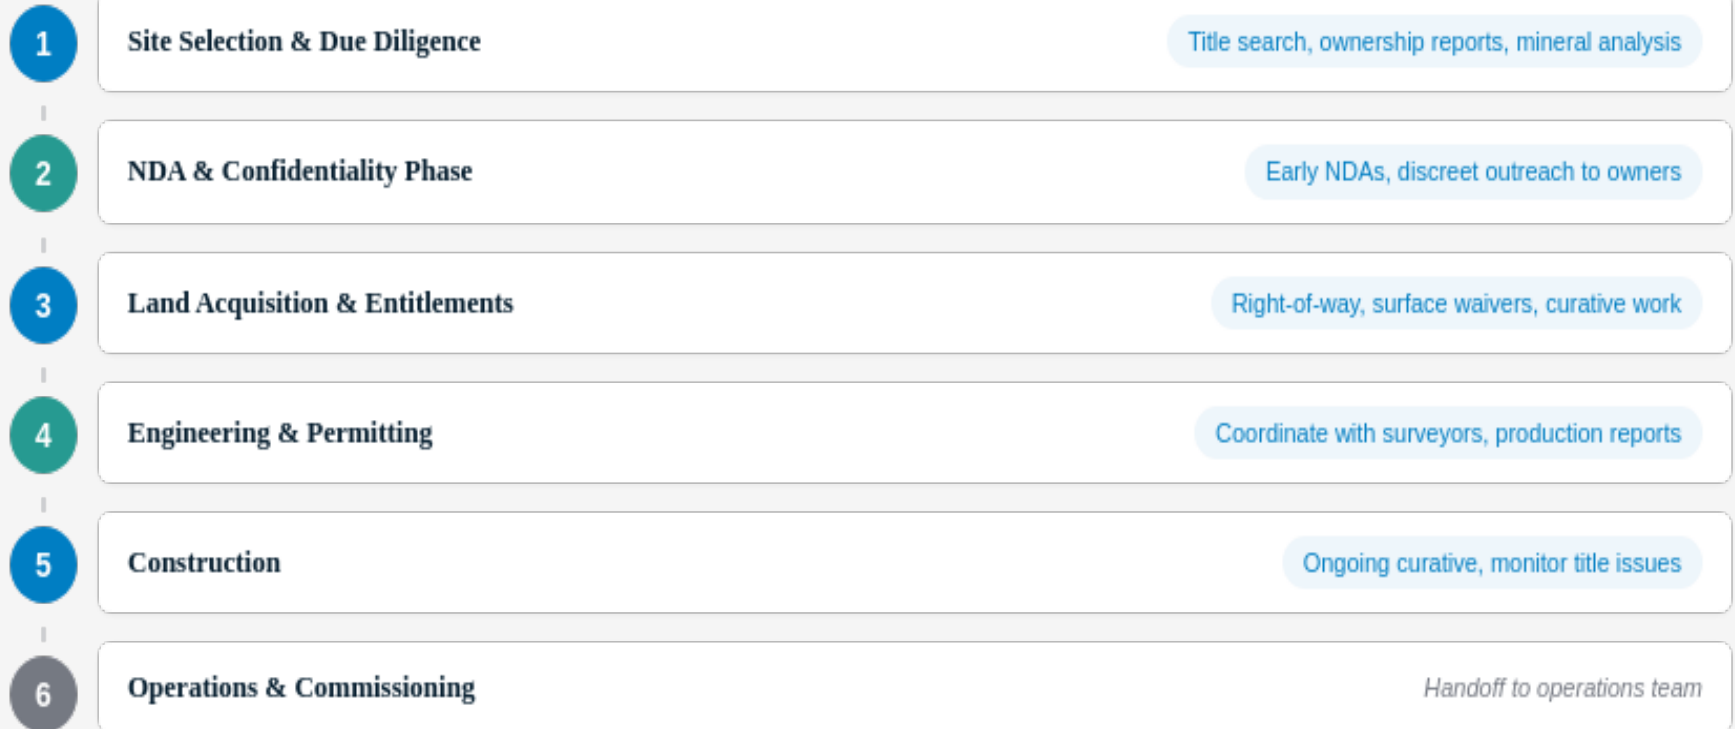 1 Site Selection & Due Diligence Title search, ownership reports, mineral analysis
2 NDA & Confidentiality Phase Early NDAs, discreet outreach to owners
3 Land Acquisition & Entitlements Right-of-way, surface waivers, curative work
4 Engineering & Permitting Coordinate with surveyors, production reports
5 Construction Ongoing curative, monitor title issues
6 Operations & Commissioning Handoff to operations team